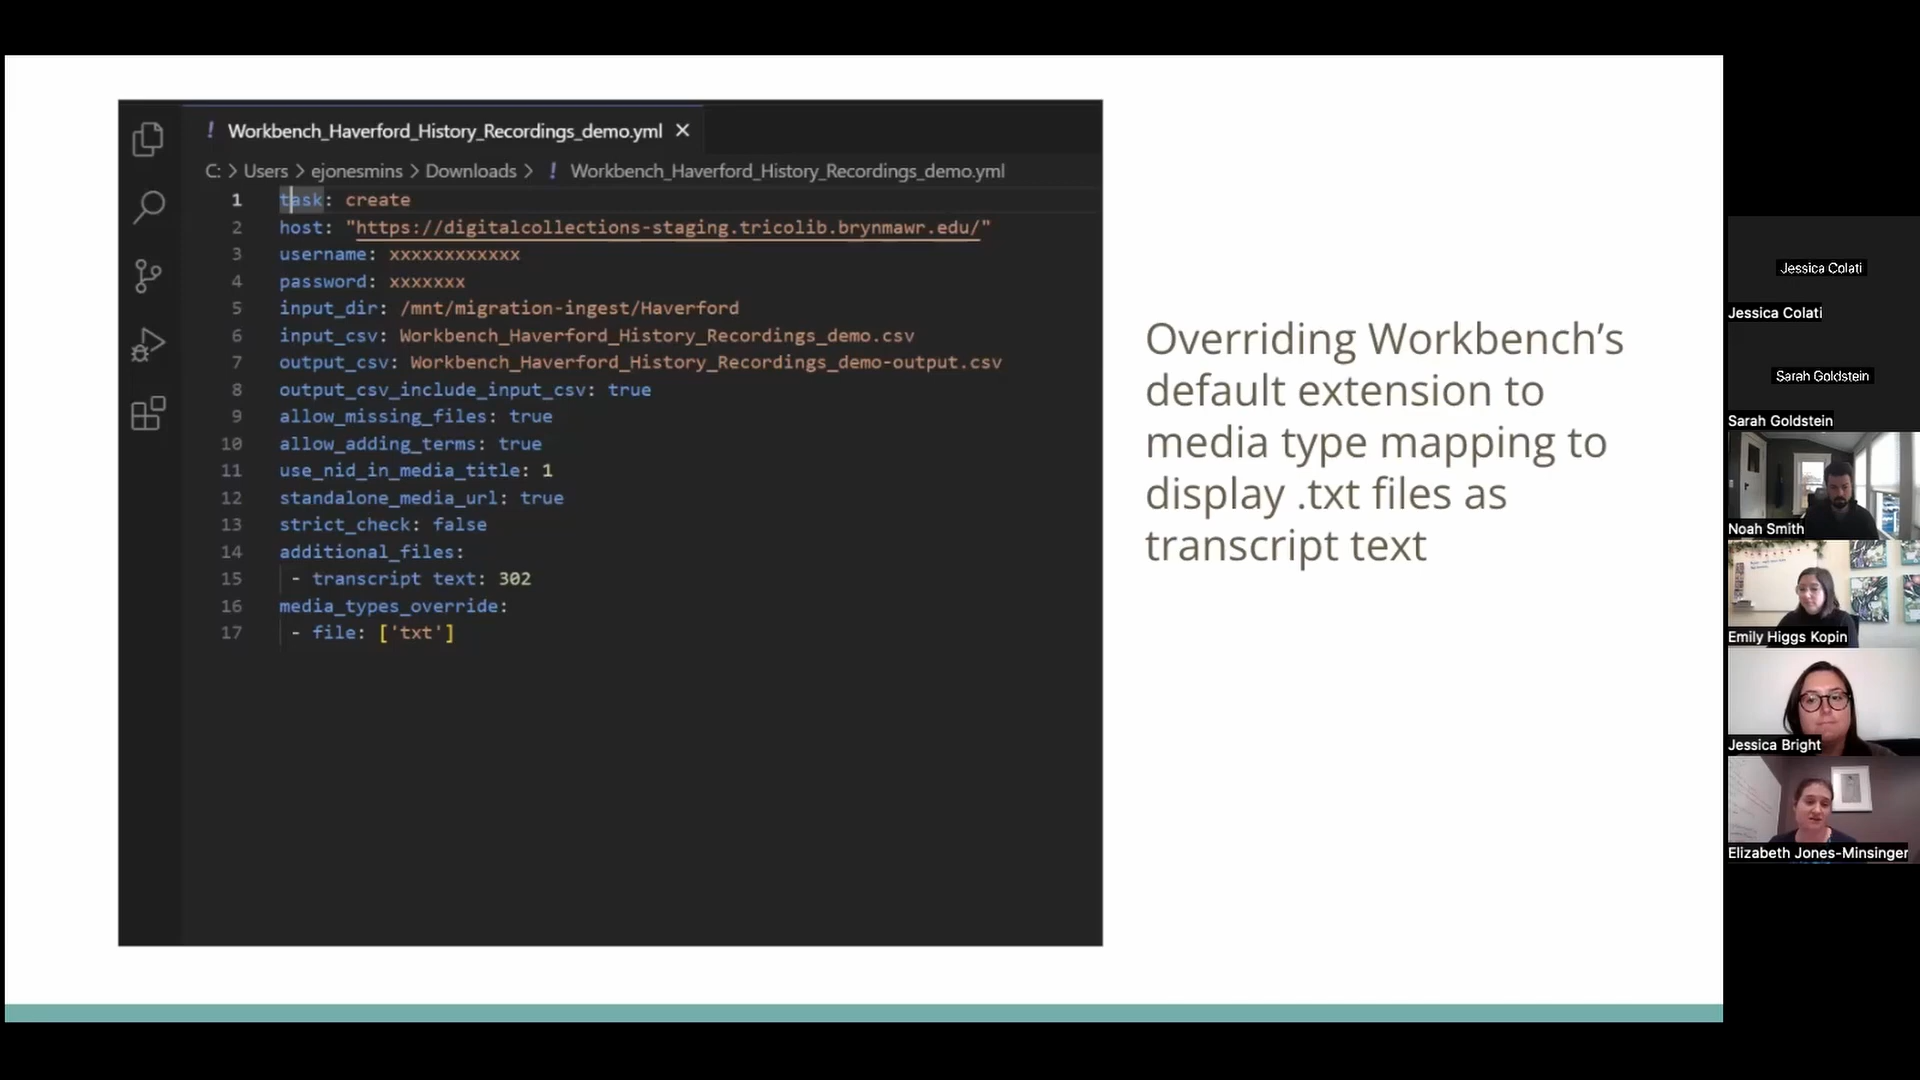 Workbench_Haverford_History_Recordings_demo.yml
C: > Users > ejonesmins > Downloads > ! Workbench_Haverford_History_Recordings_demo.yml
1 task: create
2 host: "https://digitalcollections-staging.tricolib.brynmawr.edu/"
3 username: xxxxxxxxxxxx
4 password: xxxxxxx
5 input_dir: /mnt/migration-ingest/Haverford
6 input_csv: Workbench_Haverford_History_Recordings_demo.csv
7 output_csv: Workbench_Haverford_History_Recordings_demo-output.csv
8 output_csv_include_input_csv: true
9 allow_missing_files: true
10 allow_adding_terms: true
11 use_nid_in_media_title: 1
12 standalone_media_url: true
13 strict_check: false
14 additional_files:
15 - transcript text: 302
16 media_types_override:
17 - file: ['txt']
Overriding Workbench's
default extension to
media type mapping to
display .txt files as
transcript text
Jessica Colati
Jessica Colati
Sarah Goldstein
Sarah Goldstein
Noah Smith
Emily Higgs Kopin
Jessica Bright
Elizabeth Jones-Minsinger